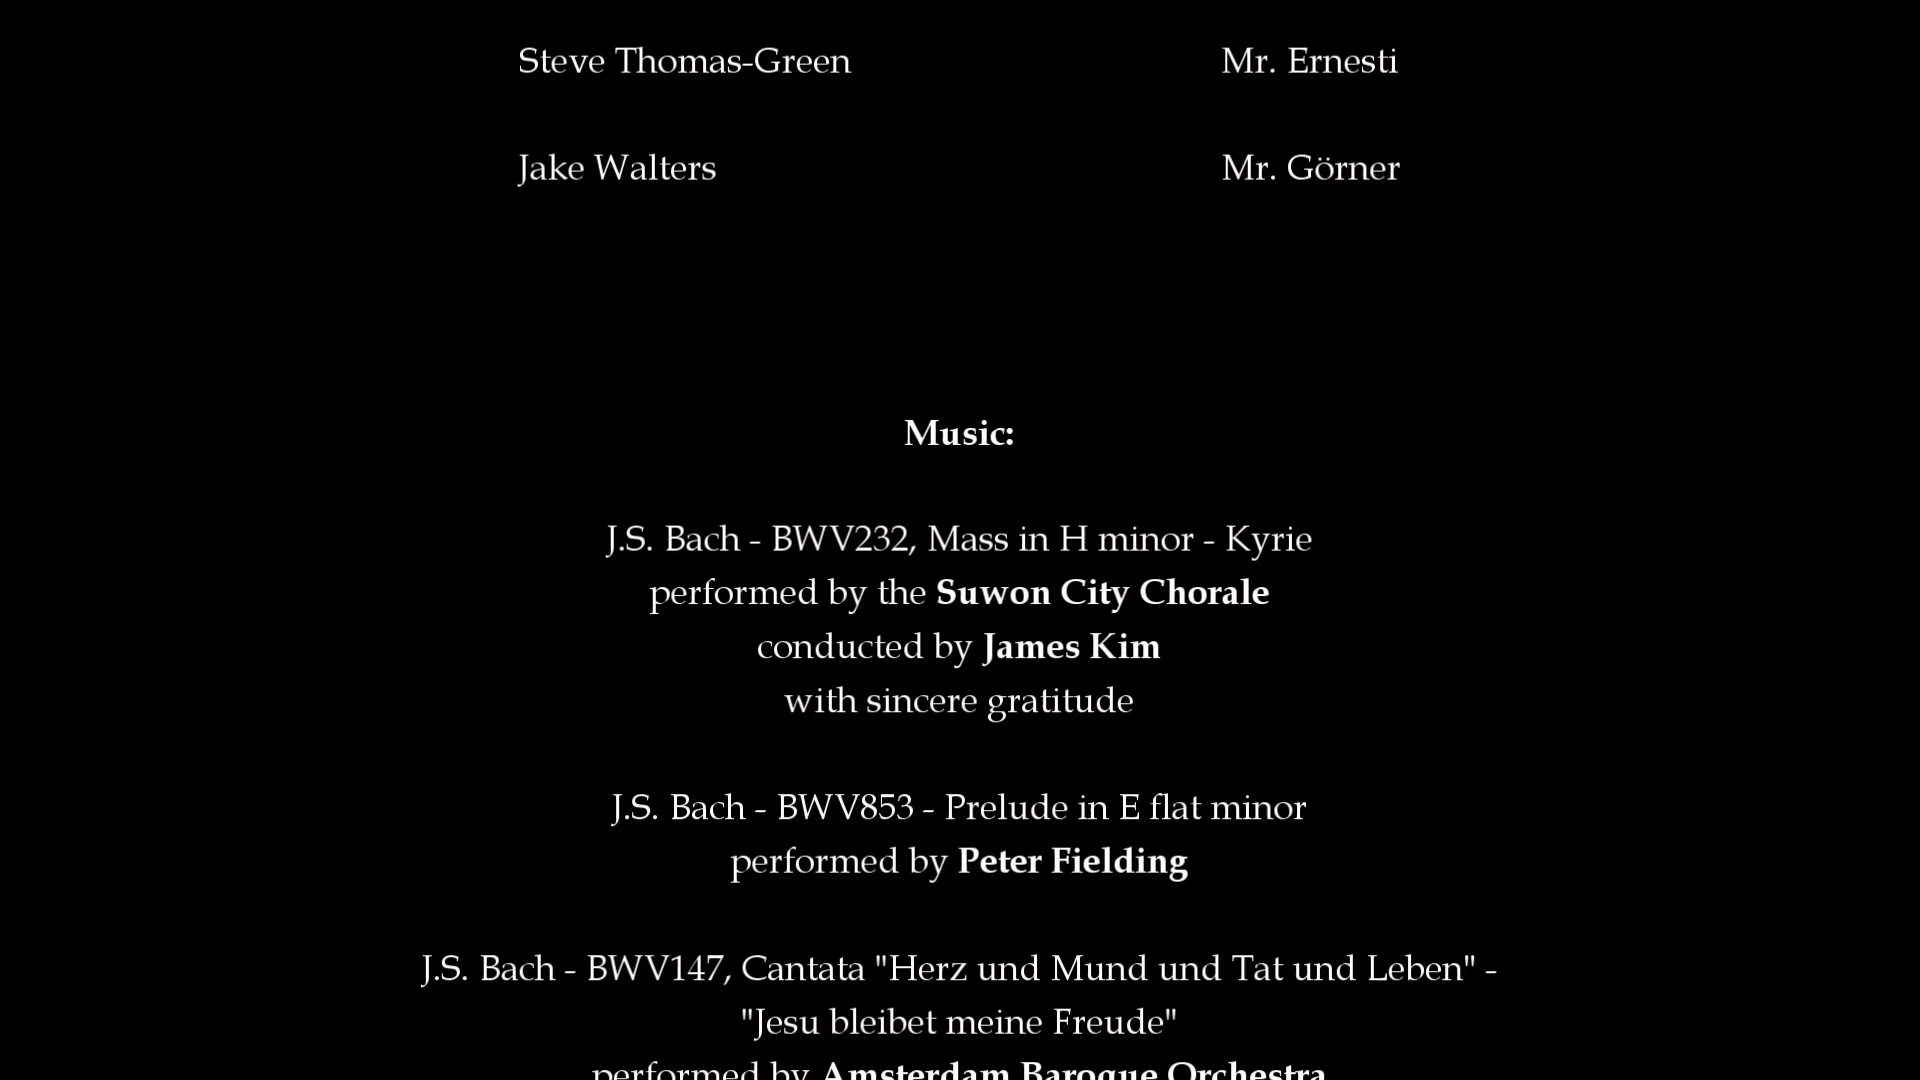 Steve Thomas-Green Mr. Ernesti
Jake Walters Mr. Görner
Music:
J.S. Bach - BWV232, Mass in H minor - Kyrie
performed by the Suwon City Chorale
conducted by James Kim
with sincere gratitude
J.S. Bach - BWV853 - Prelude in E flat minor
performed by Peter Fielding
J.S. Bach - BWV147, Cantata "Herz und Mund und Tat und Leben" -
"Jesu bleibet meine Freude"
performed by Amsterdam Baroque Orchestra